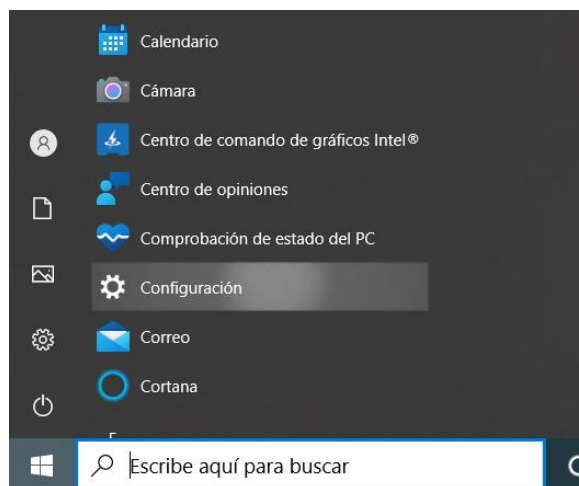 Calendario
Cámara
Centro de comando de gráficos Intel®
Centro de opiniones
Comprobación de estado del PC
Configuración
Correo
Cortana
Escribe aquí para buscar